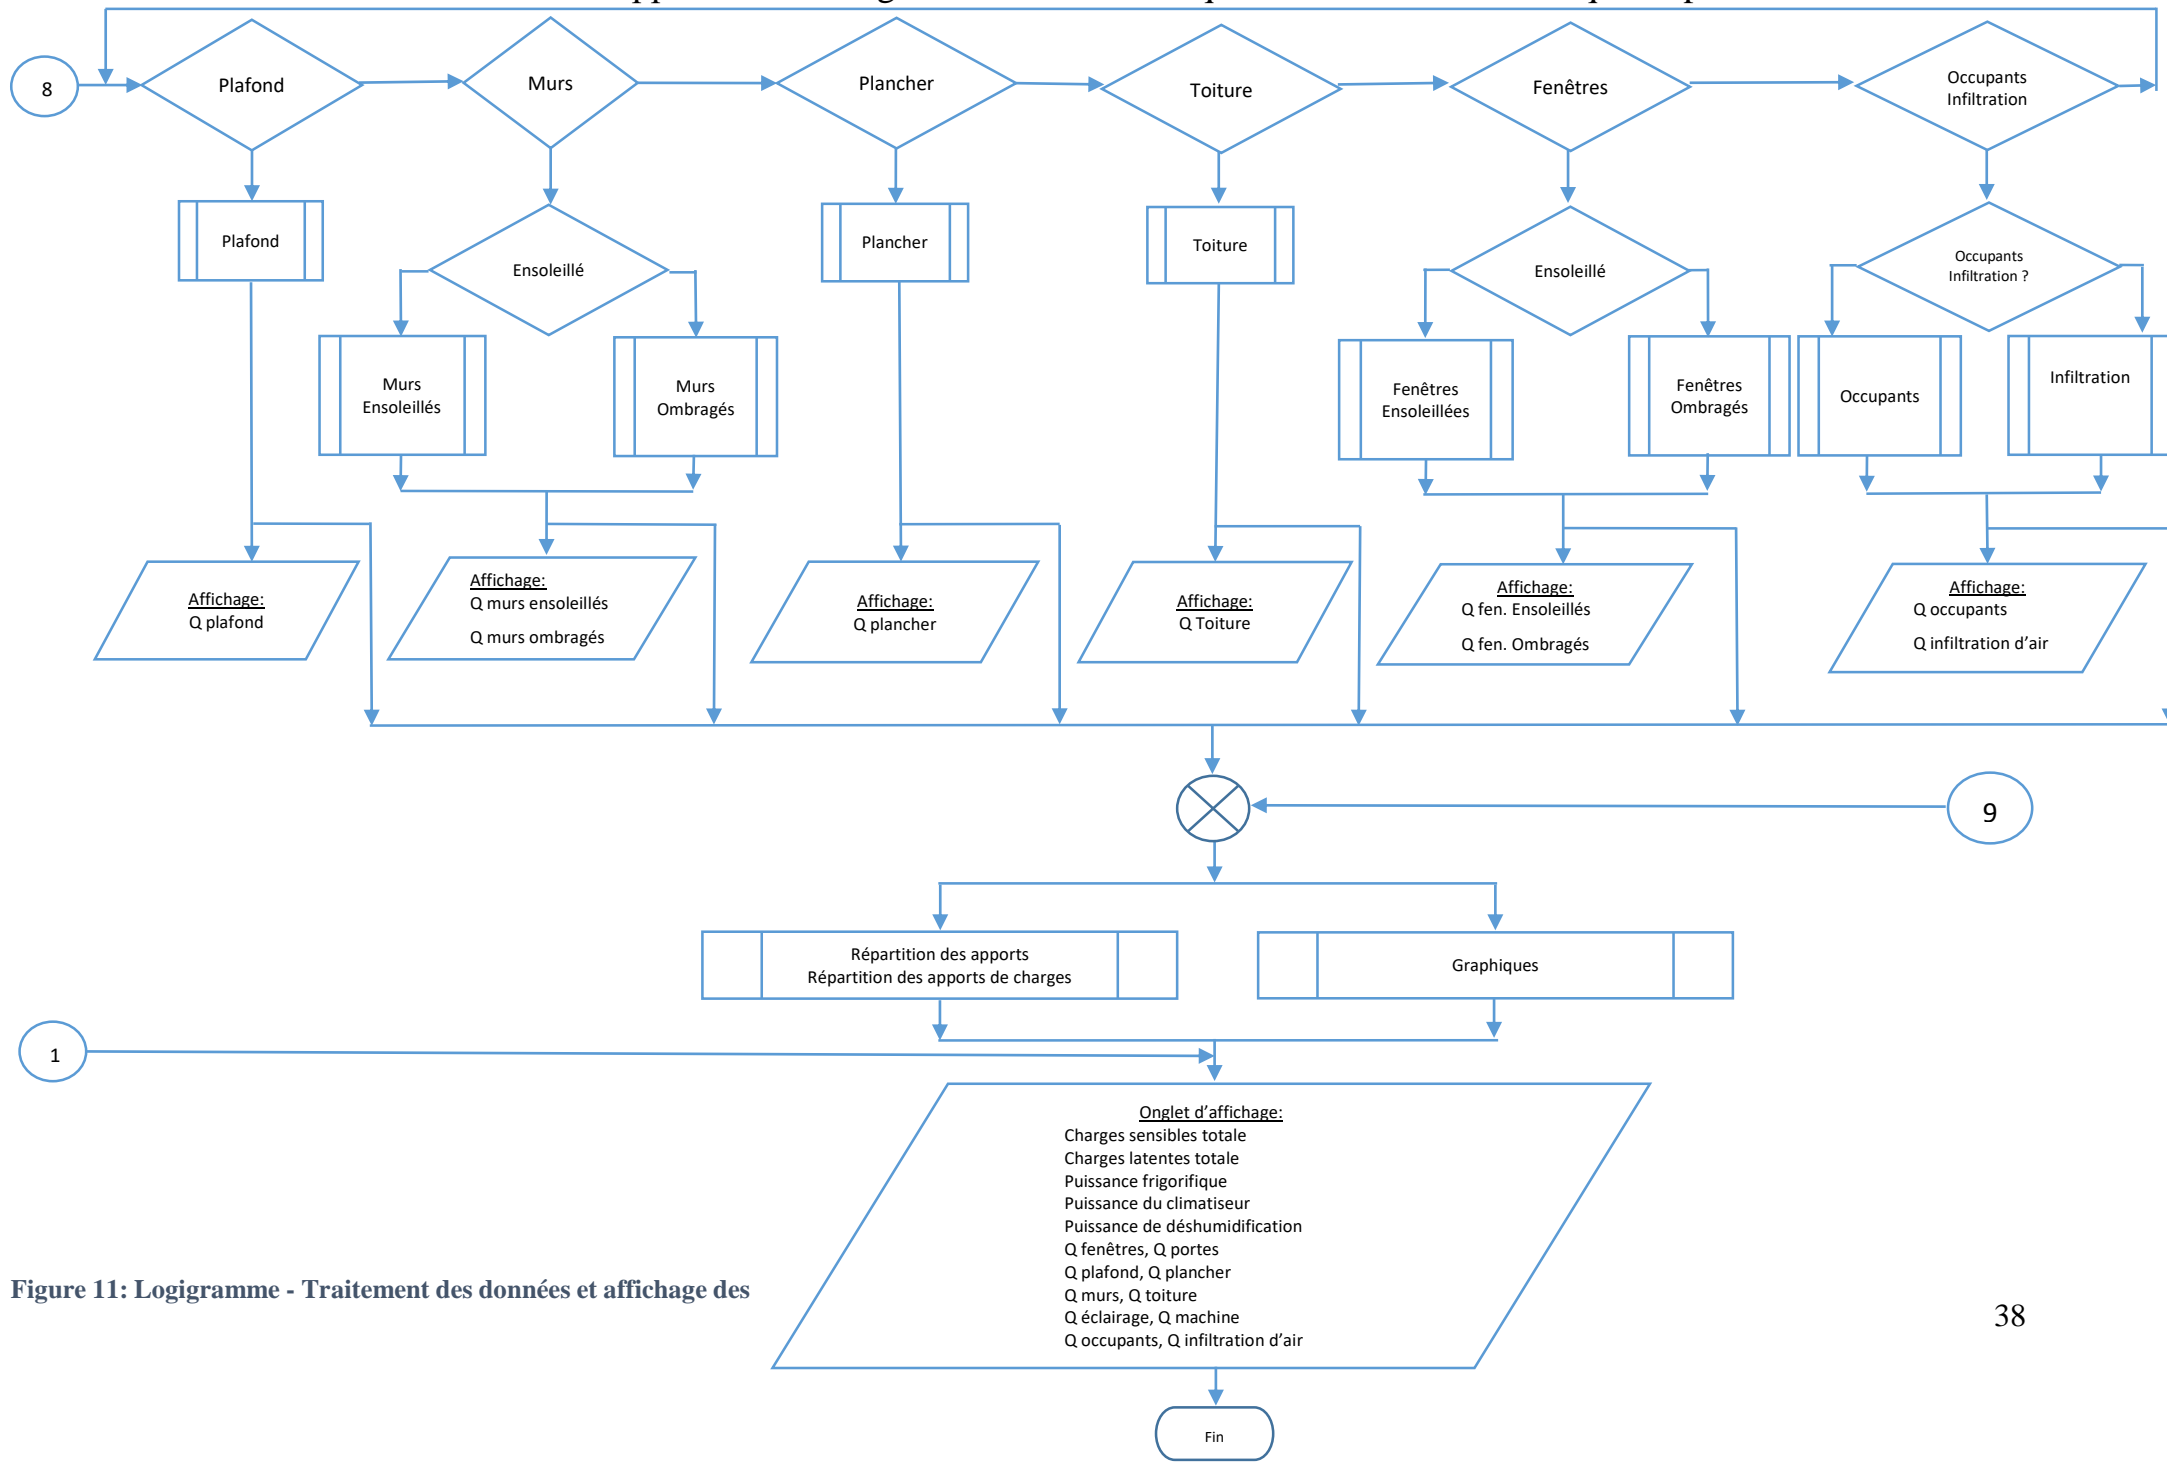 8
Plafond
Murs
Plancher
Toiture
Fenêtres
Occupants
Infiltration
Plafond
Ensoleillé
Plancher
Toiture
Ensoleillé
Occupants
Infiltration ?
Murs
Ensoleillés
Murs
Ombragés
Fenêtres
Ensoleillées
Fenêtres
Ombragés
Occupants
Infiltration
Affichage:
Q plafond
Affichage:
Q murs ensoleillés
Q murs ombragés
Affichage:
Q plancher
Affichage:
Q Toiture
Affichage:
Q fen. Ensoleillés
Q fen. Ombragés
Affichage:
Q occupants
Q infiltration d’air
9
Répartition des apports
Répartition des apports de charges
Graphiques
1
Onglet d’affichage:
Charges sensibles totale
Charges latentes totale
Puissance frigorifique
Puissance du climatiseur
Puissance de déshumidification
Q fenêtres, Q portes
Q plafond, Q plancher
Q murs, Q toiture
Q éclairage, Q machine
Q occupants, Q infiltration d’air
Figure 11: Logigramme - Traitement des données et affichage des
38
Fin